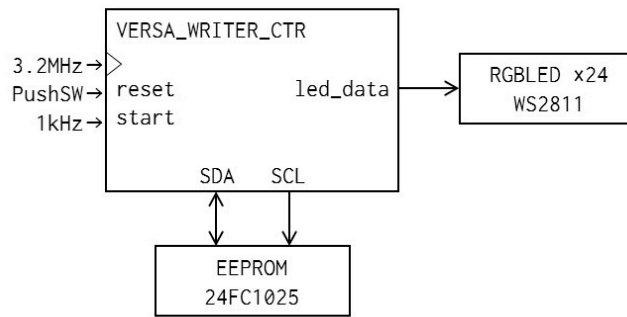 VERSA_WRITER_CTR
3.2MHz
PushSW
reset
1kHz
start
led_data
SDA
SCL
RGBLED x24
WS2811
EEPROM
24FC1025